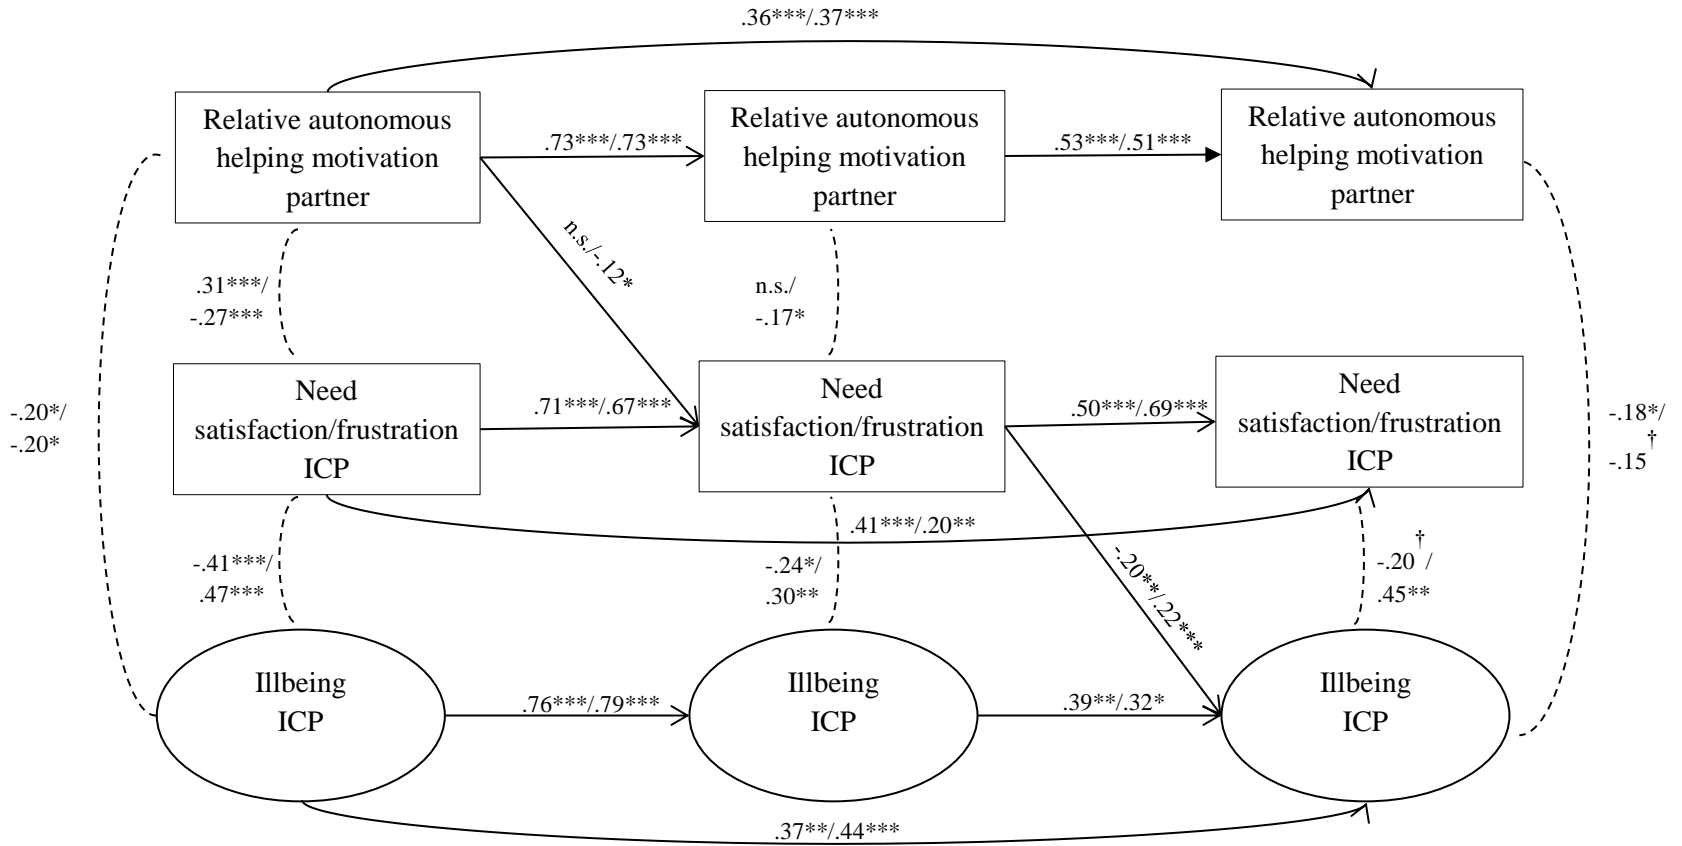 .36***/.37***
Relative autonomous
helping motivation
partner
.73***/.73***
Relative autonomous
helping motivation
partner
.53***/.51***
Relative autonomous
helping motivation
partner
n.s./-.12*
.31***/
-.27***
n.s./
-.17*
-.20*/
-.20*
Need
satisfaction/frustration
ICP
.71***/.67***
Need
satisfaction/frustration
ICP
.50***/.69***
Need
satisfaction/frustration
ICP
-.18*/
-.15†
.41***/.20**
-.41***/
.47***
-.24*/
.30**
-.20**/.22***
-.20†/
.45**
Illbeing
ICP
.76***/.79***
Illbeing
ICP
.39**/.32*
Illbeing
ICP
.37**/.44***